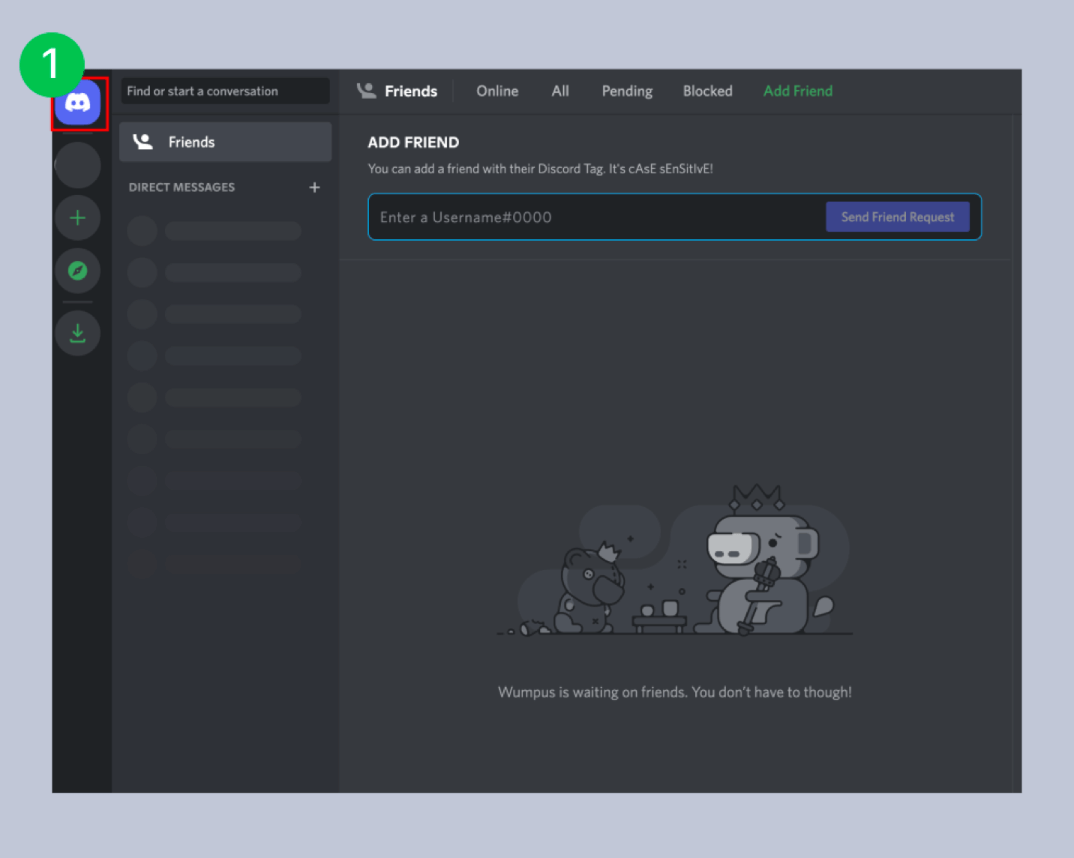 1
Find or start a conversation
Friends Online All Pending Blocked Add Friend
Friends
ADD FRIEND
You can add a friend with their Discord Tag. It's cAsE sEnSitIvE!
DIRECT MESSAGES +
Enter a Username#0000
Send Friend Request
Wumpus is waiting on friends. You don't have to though!